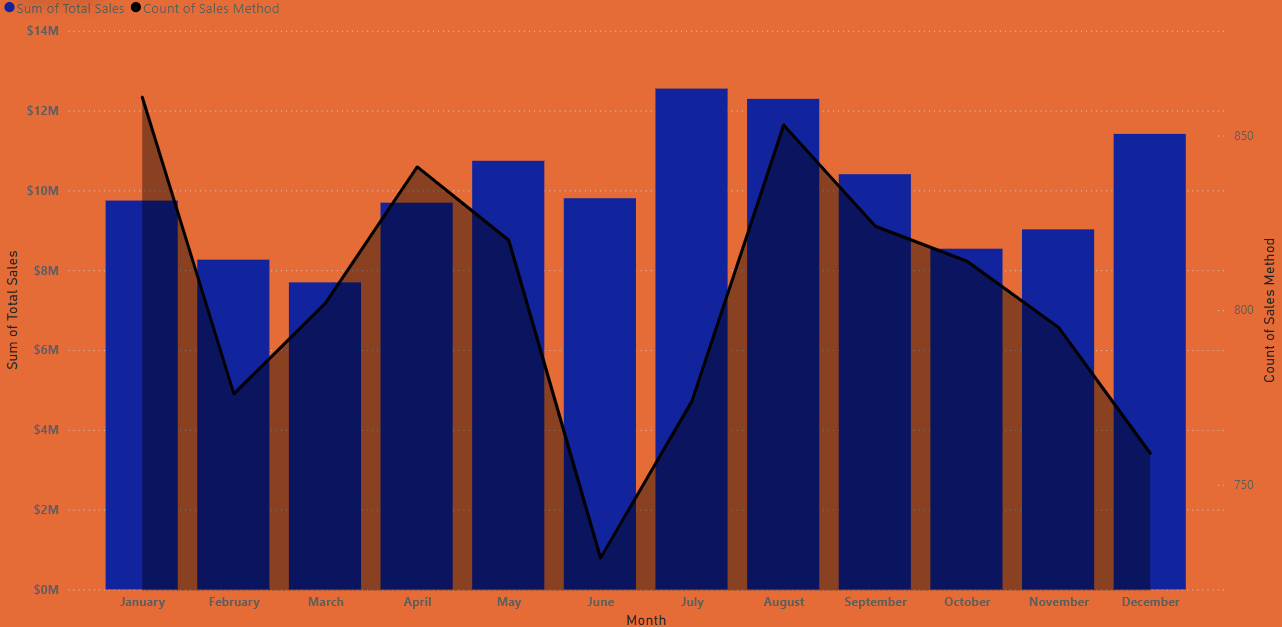 Sum of Total Sales Count of Sales Method
$14M
$12M
$10M
$8M
$6M
$4M
$2M
$0M
Sum of Total Sales
850
800
750
Count of Sales Method
January February March April May June July August September October November December
Month